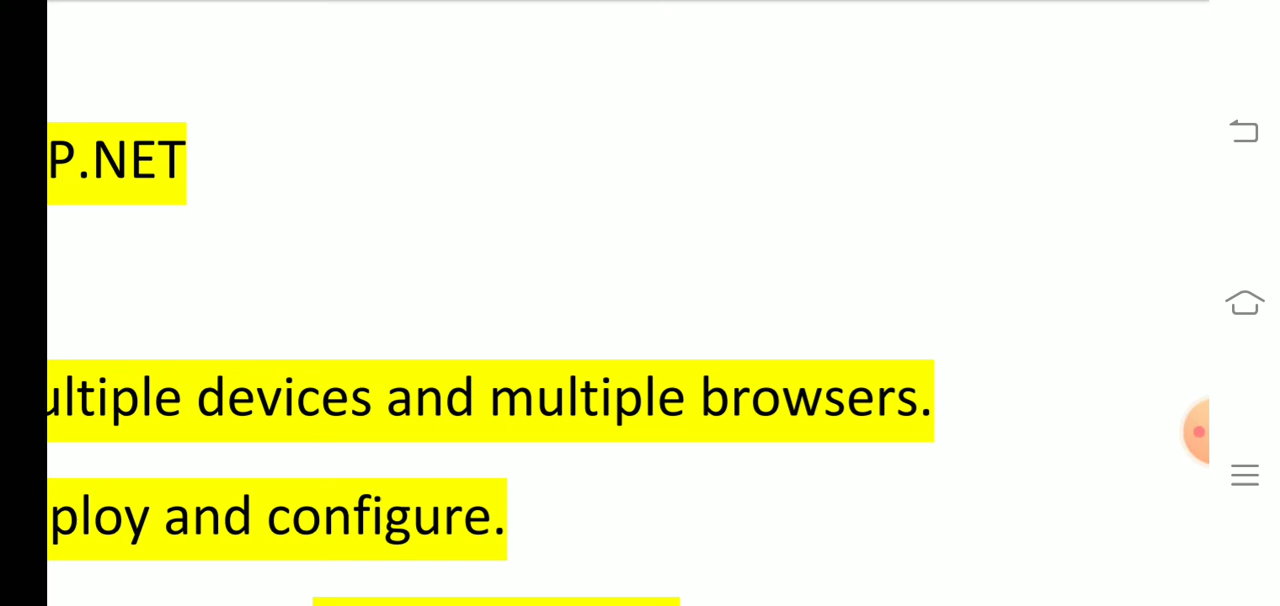 P.NET
ultiple devices and multiple browsers.
ploy and configure.